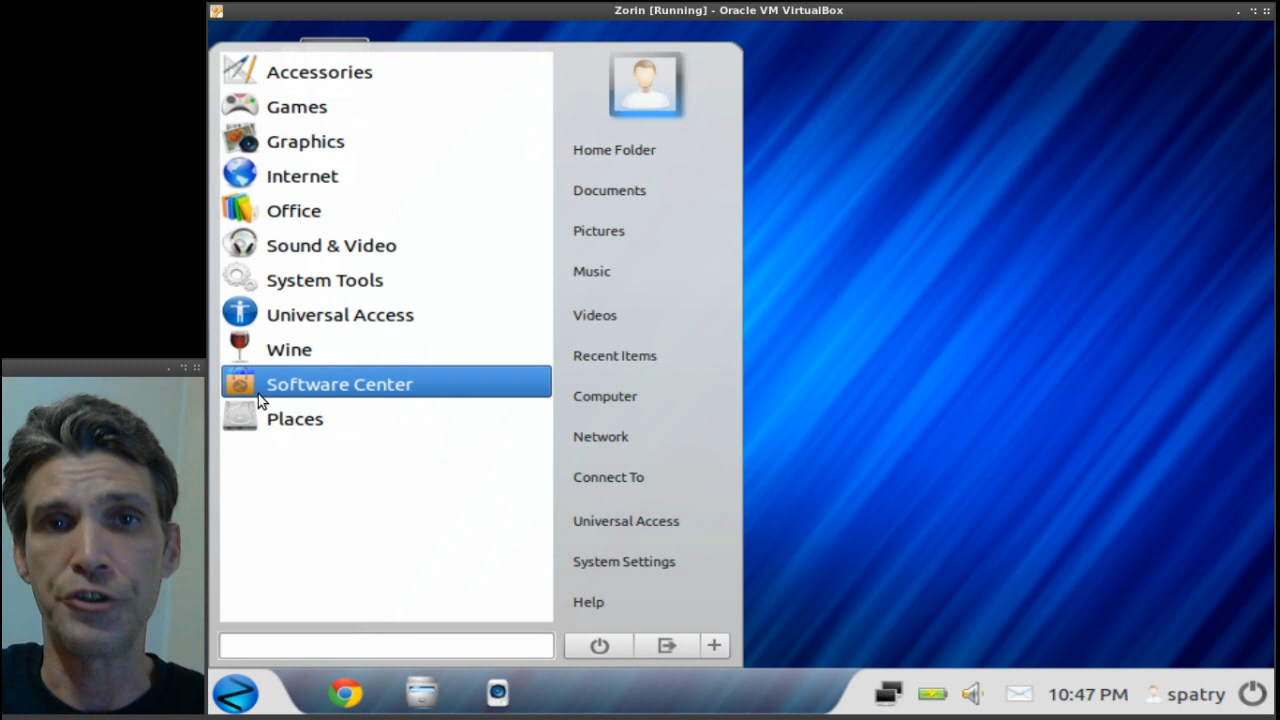 Zorin [Running] - Oracle VM VirtualBox
Accessories
Games
Graphics
Internet
Office
Sound & Video
System Tools
Universal Access
Wine
Software Center
Places
Home Folder
Documents
Pictures
Music
Videos
Recent Items
Computer
Network
Connect To
Universal Access
System Settings
Help
10:47 PM spatry